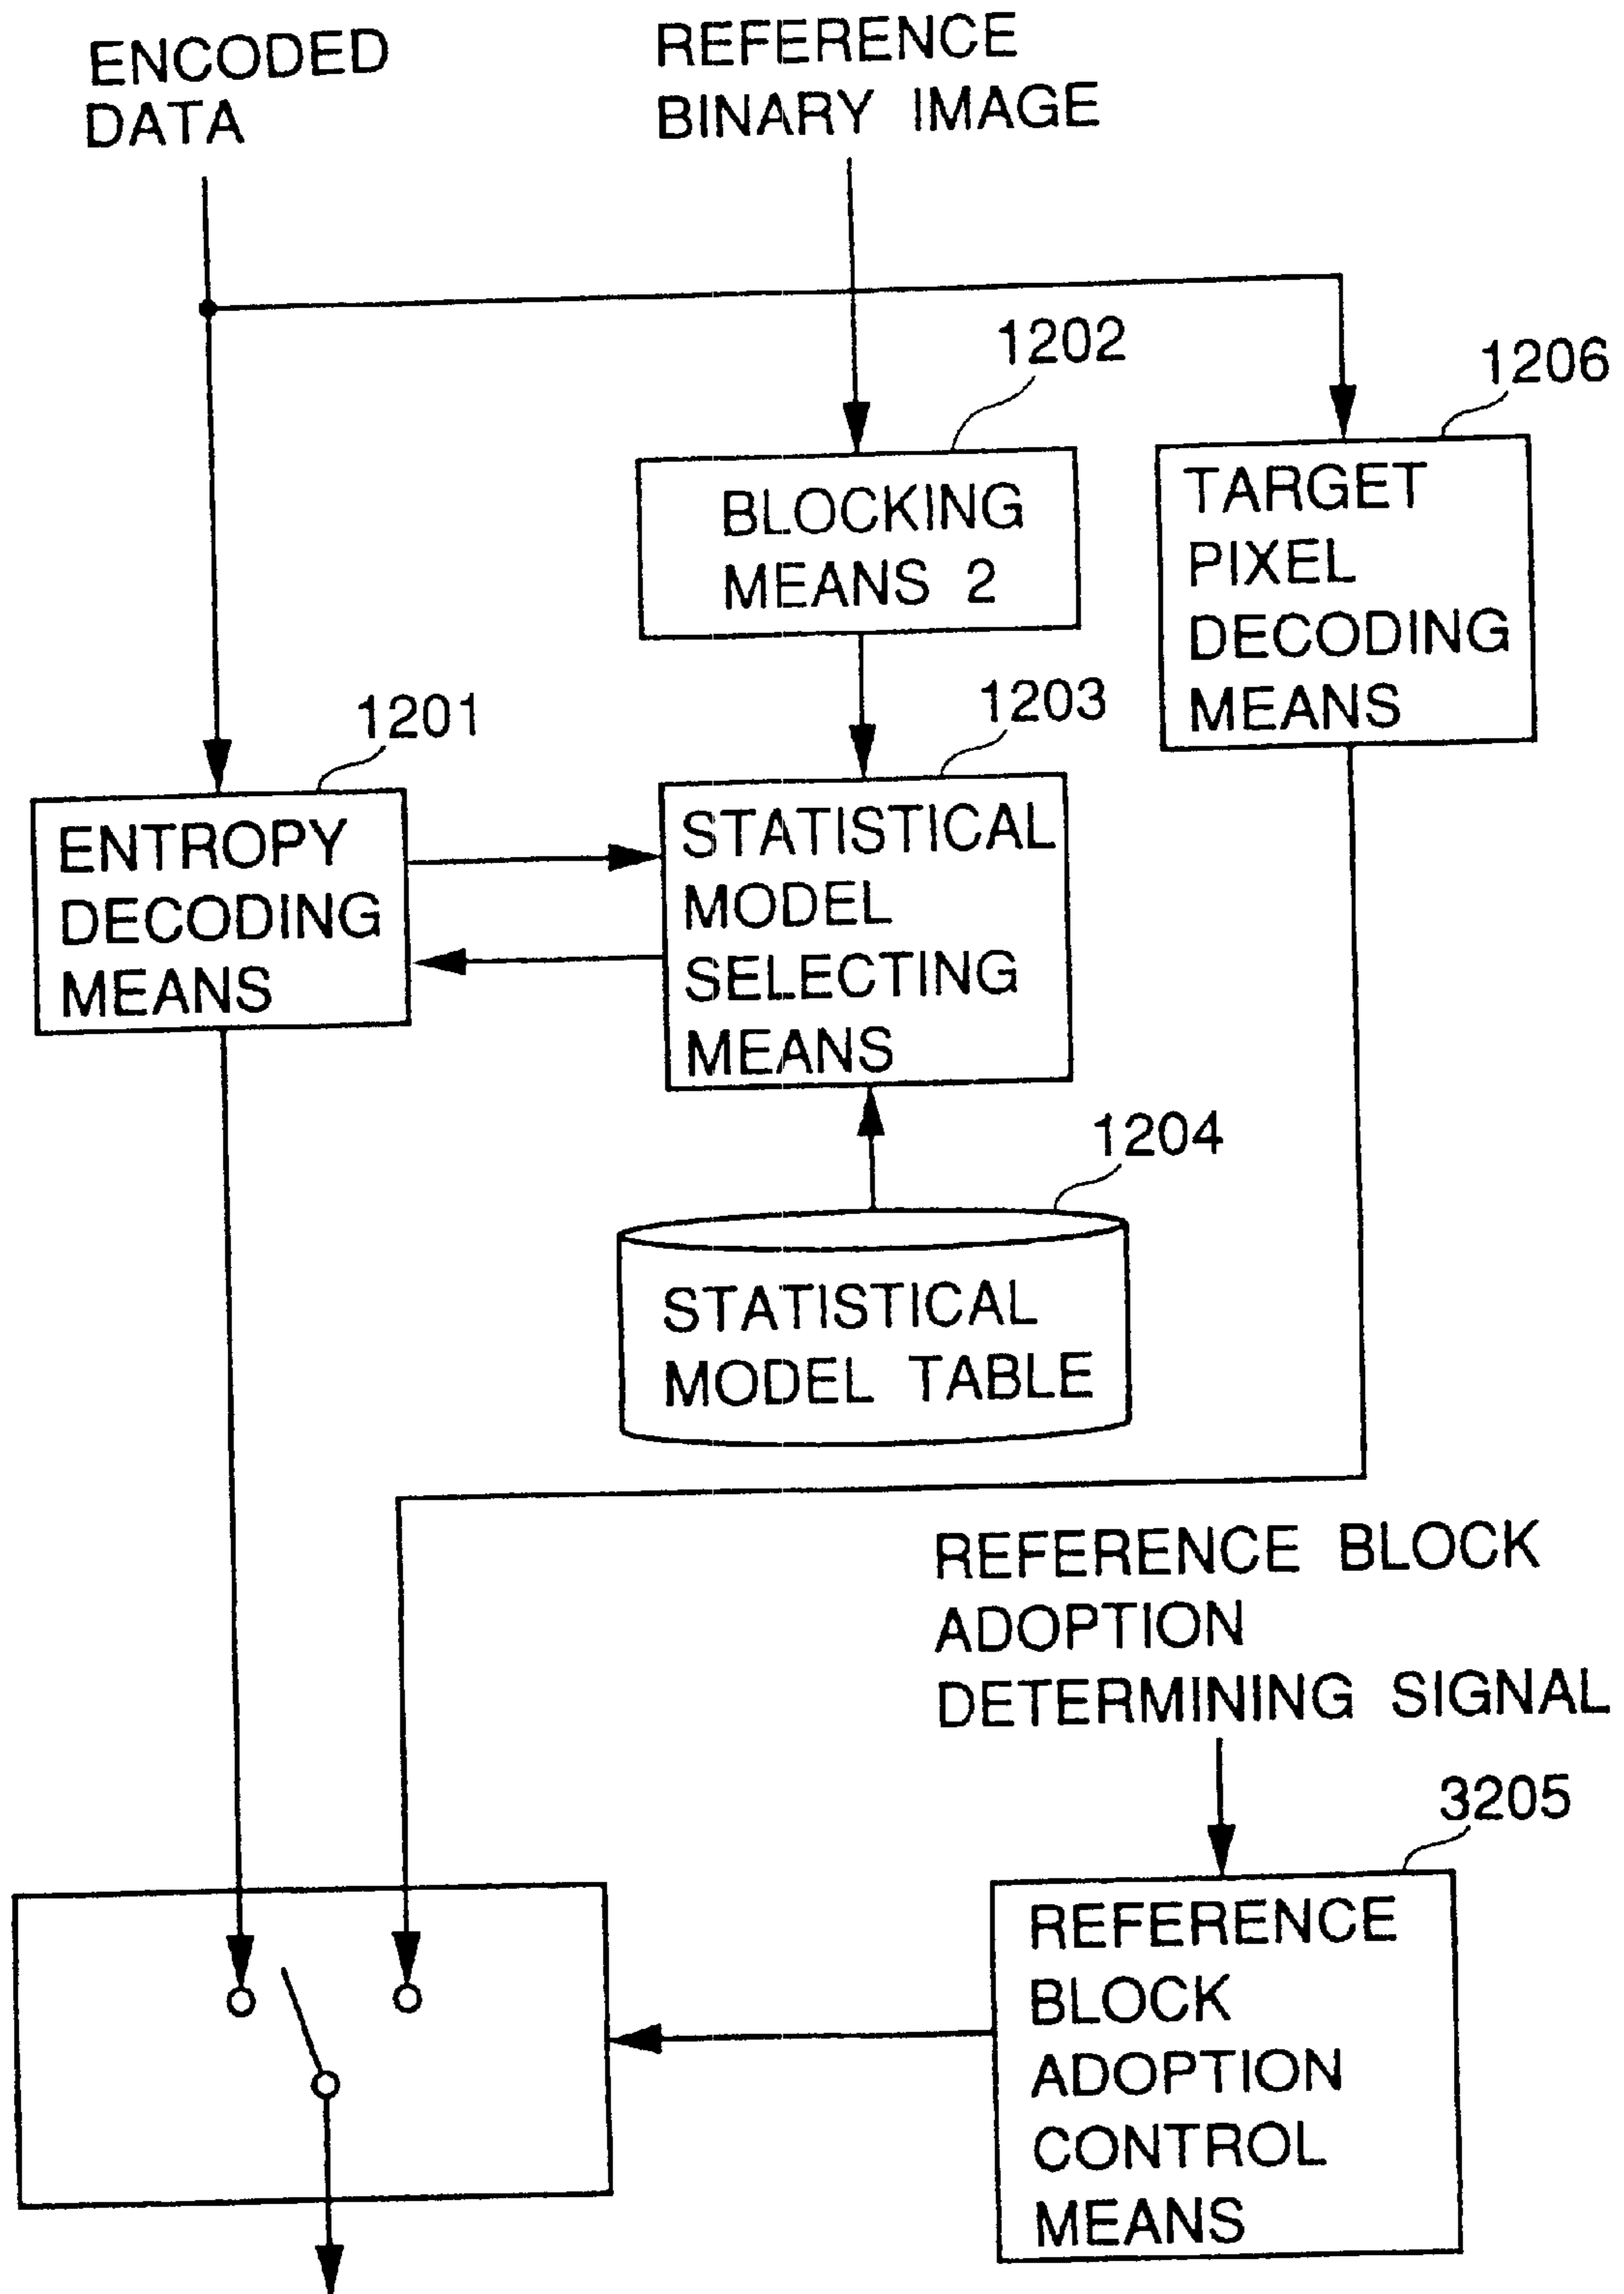 ENCODED
DATA
REFERENCE
BINARY IMAGE
1202
1206
BLOCKING
MEANS 2
TARGET
PIXEL
DECODING
MEANS
1201
1203
ENTROPY
DECODING
MEANS
STATISTICAL
MODEL
SELECTING
MEANS
1204
STATISTICAL
MODEL TABLE
REFERENCE BLOCK
ADOPTION
DETERMINING SIGNAL
3205
REFERENCE
BLOCK
ADOPTION
CONTROL
MEANS